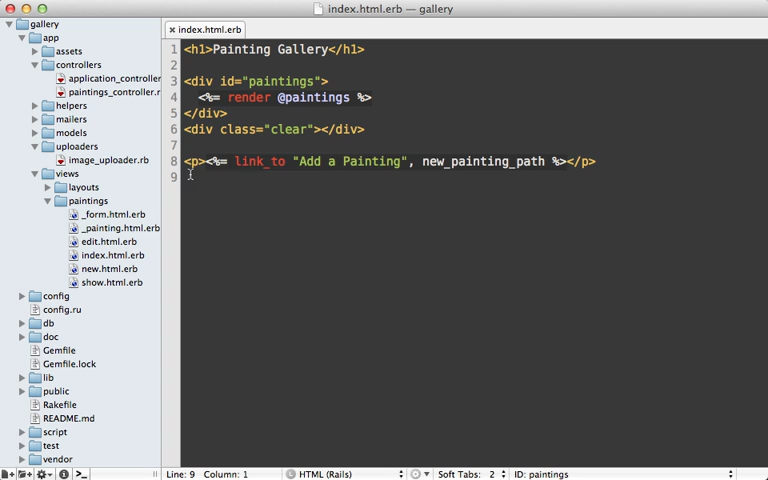 index.html.erb — gallery
gallery
app
assets
controllers
application_controller
paintings_controller.r
helpers
mailers
models
uploaders
image_uploader.rb
views
layouts
paintings
_form.html.erb
_painting.html.erb
edit.html.erb
index.html.erb
new.html.erb
show.html.erb
config
config.ru
db
doc
Gemfile
Gemfile.lock
lib
public
Rakefile
README.md
script
test
vendor
index.html.erb
1 <h1>Painting Gallery</h1>
2
3 <div id="paintings">
4 <%= render @paintings %>
5 </div>
6 <div class="clear"></div>
7
8 <p><%= link_to "Add a Painting", new_painting_path %></p>
9
Line: 9 Column: 1 HTML (Rails) Soft Tabs: 2 ID: paintings